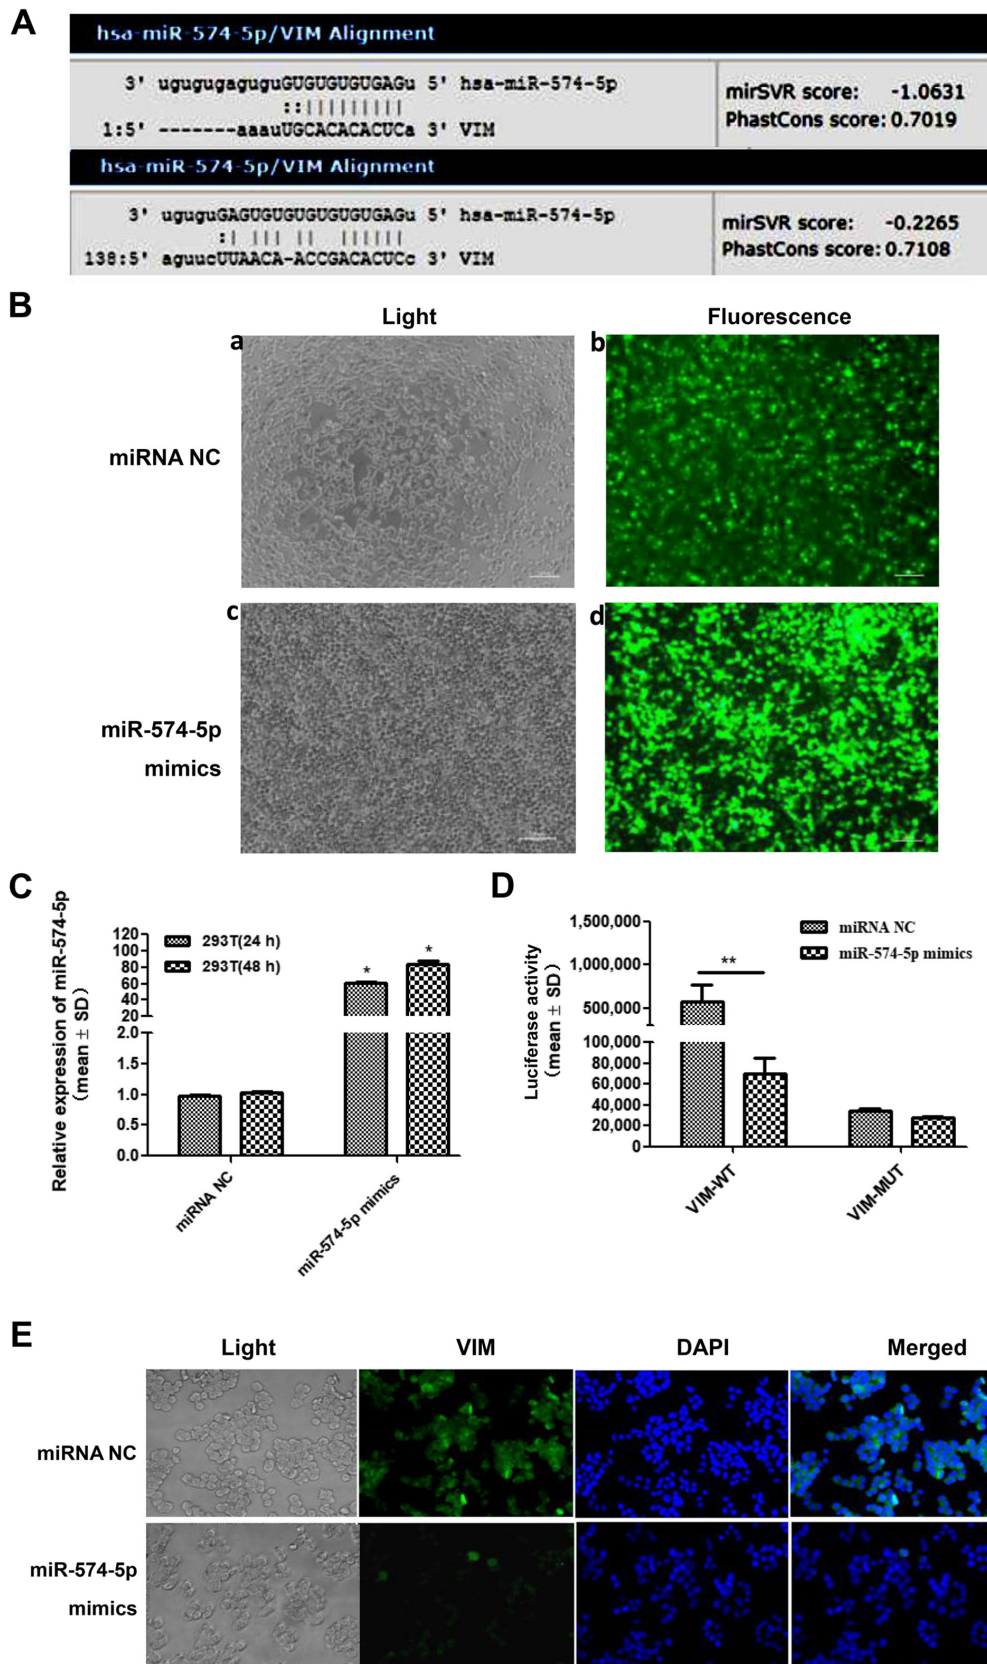 A
hsa-miR-574-5p/VIM Alignment
3' ugugugaguguGUGUGUGUGAGu 5' hsa-miR-574-5p
::|||||||||
1:5' -------aaauUGCACACACUCa 3' VIM
mirSVR score: -1.0631
PhastCons score: 0.7019
hsa-miR-574-5p/VIM Alignment
3' uguguGAGUGUGUGUGUGUGAGu 5' hsa-miR-574-5p
:| ||| || ||||||
138:5' aguucUUAACA-ACCGACACUCc 3' VIM
mirSVR score: -0.2265
PhastCons score: 0.7108
B
Light
Fluorescence
a
b
miRNA NC
c
d
miR-574-5p
mimics
C
Relative expression of miR-574-5p
(mean ± SD)
120
100
80
60
40
20
2.0
1.5
1.0
0.5
0.0
293T(24 h)
293T(48 h)
*
*
miRNA NC
miR-574-5p mimics
D
Luciferase activity
(mean ± SD)
1,500,000
1,000,000
500,000
100,000
80,000
60,000
40,000
20,000
0
miRNA NC
miR-574-5p mimics
**
VIM-WT
VIM-MUT
E
Light
VIM
DAPI
Merged
miRNA NC
miR-574-5p
mimics